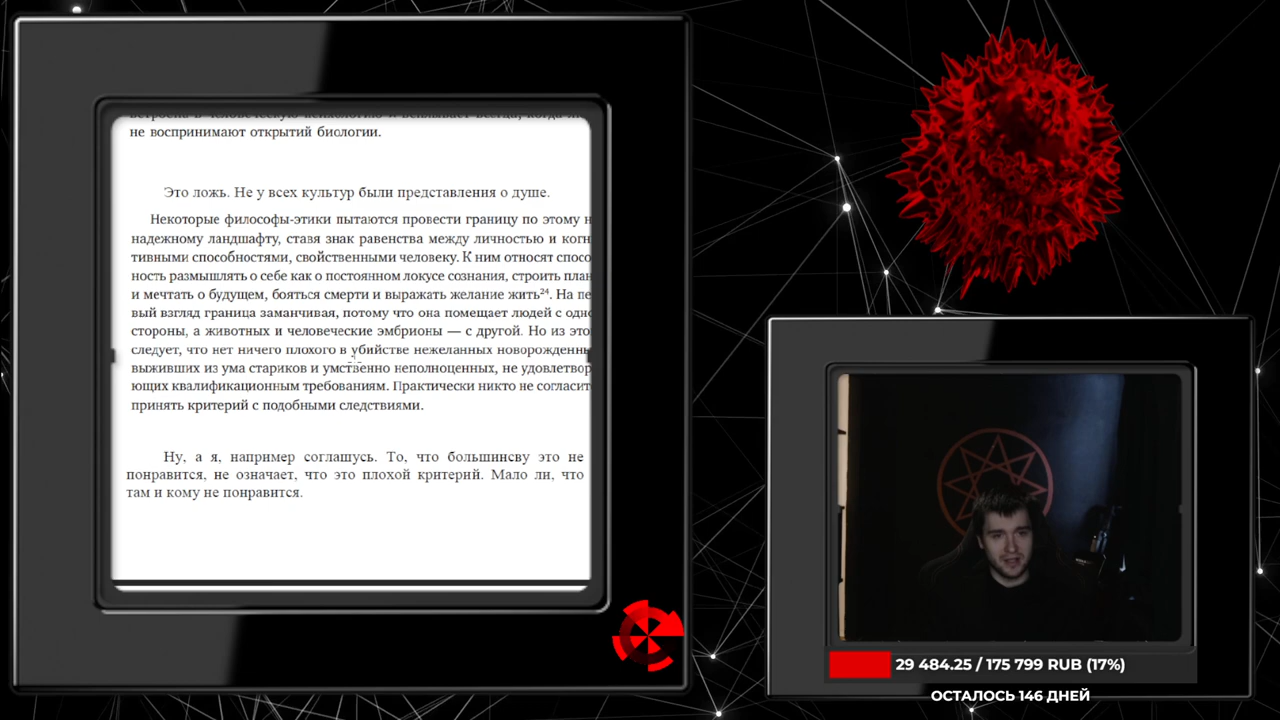 не воспринимают открытий биологии.
Это ложь. Не у всех культур были представления о душе.
Некоторые философы-этики пытаются провести границу по этому н
надежному ландшафту, ставя знак равенства между личностью и когн
тивными способностями, свойственными человеку. К ним относят спосо
ность размышлять о себе как о постоянном локусе сознания, строить план
и мечтать о будущем, бояться смерти и выражать желание жить²⁴. На пе
вый взгляд граница заманчивая, потому что она помещает людей с одно
стороны, а животных и человеческие эмбрионы — с другой. Но из это
следует, что нет ничего плохого в убийстве нежеланных новорожденны
выживших из ума стариков и умственно неполноценных, не удовлетвор
ющих квалификационным требованиям. Практически никто не согласит
принять критерий с подобными следствиями.
Ну, а я, например соглашусь. То, что большинсву это не
понравится, не означает, что это плохой критерий. Мало ли, что
там и кому не понравится.
29 484.25 / 175 799 RUB (17%)
ОСТАЛОСЬ 146 ДНЕЙ